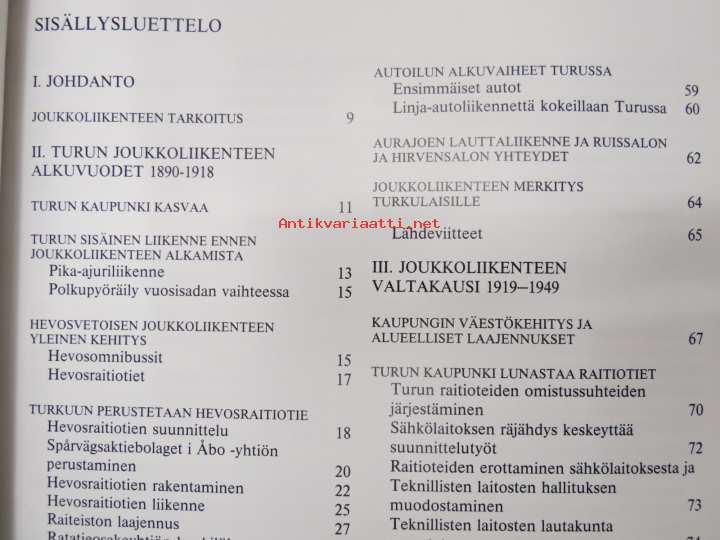 SISÄLLYSLUETTELO
I. JOHDANTO
JOUKKOLIIKENTEEN TARKOITUS 9
II. TURUN JOUKKOLIIKENTEEN
ALKUVUODET 1890-1918
TURUN KAUPUNKI KASVAA 11
TURUN SISÄINEN LIIKENNE ENNEN
JOUKKOLIIKENTEEN ALKAMISTA
Pika-ajuriliikenne 13
Polkupyöräily vuosisadan vaihteessa 15
HEVOSVETOISEN JOUKKOLIIKENTEEN
YLEINEN KEHITYS
Hevosomnibussit 15
Hevosraitiotiet 17
TURKUUN PERUSTETAAN HEVOSRAITIOTIE
Hevosraitiotien suunnittelu 18
Spårvägsaktiebolaget i Åbo -yhtiön
perustaminen 20
Hevosraitiotien rakentaminen 22
Hevosraitiotien liikenne 25
Raiteiston laajennus 27
AUTOILUN ALKUVAIHEET TURUSSA
Ensimmäiset autot 59
Linja-autoliikennettä kokeillaan Turussa 60
AURAJOEN LAUTTALIIKENNE JA RUISSALON
JA HIRVENSALON YHTEYDET 62
JOUKKOLIIKENTEEN MERKITYS
TURKULAISILLE 64
Lähdeviitteet 65
III. JOUKKOLIIKENTEEN
VALTAKAUSI 1919—1949
KAUPUNGIN VÄESTÖKEHITYS JA
ALUEELLISET LAAJENNUKSET 67
TURUN KAUPUNKI LUNASTAA RAITIOTIET
Turun raitioteiden omistussuhteiden
järjestäminen 70
Sähkölaitoksen räjähdys keskeyttää
suunnittelutyöt 72
Raitioteiden erottaminen sähkölaitoksesta ja
Teknillisten laitosten hallituksen
muodostaminen 73
Teknillisten laitosten lautakunta
Antikvariaatti.net